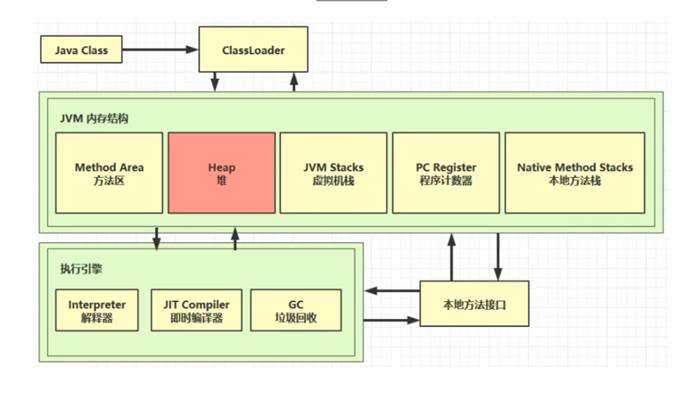 Java Class
ClassLoader
JVM 内存结构
Method Area
方法区
Heap
堆
JVM Stacks
虚拟机栈
PC Register
程序计数器
Native Method Stacks
本地方法栈
执行引擎
Interpreter
解释器
JIT Compiler
即时编译器
GC
垃圾回收
本地方法接口